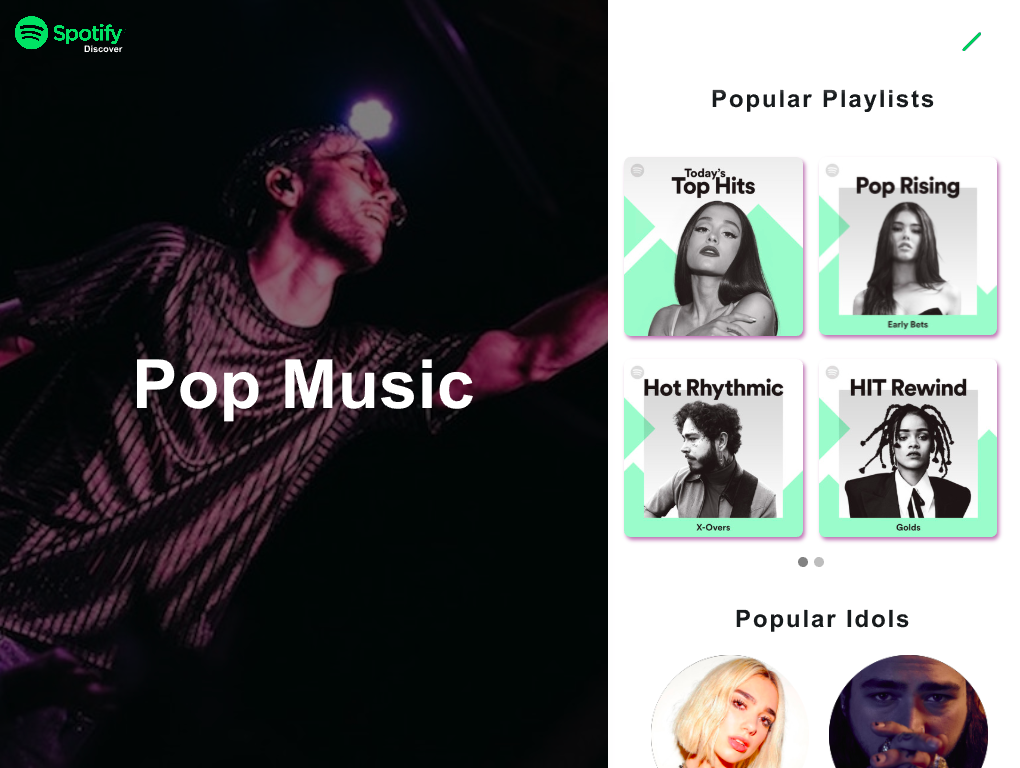 Spotify
Discover
Pop Music
Popular Playlists
Today's
Top Hits
Pop Rising
Early Bets
Hot Rhythmic
X-Overs
HIT Rewind
Golds
Popular Idols